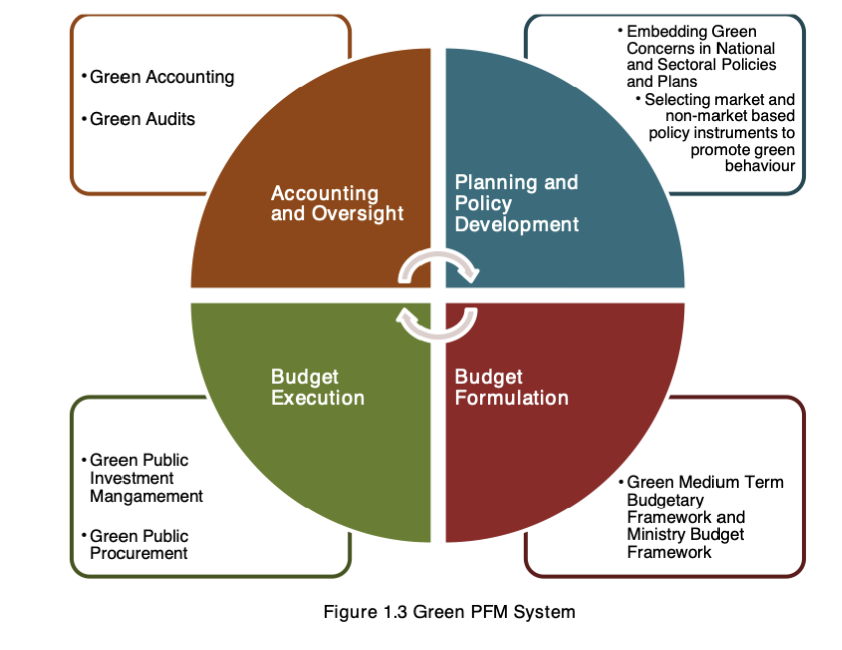 • Green Accounting
• Green Audits
• Embedding Green
Concerns in National
and Sectoral Policies
and Plans
• Selecting market and
non-market based
policy instruments to
promote green
behaviour
Accounting
and Oversight
Planning and
Policy
Development
Budget
Execution
Budget
Formulation
• Green Public
Investment
Mangamement
• Green Public
Procurement
• Green Medium Term
Budgetary
Framework and
Ministry Budget
Framework
Figure 1.3 Green PFM System